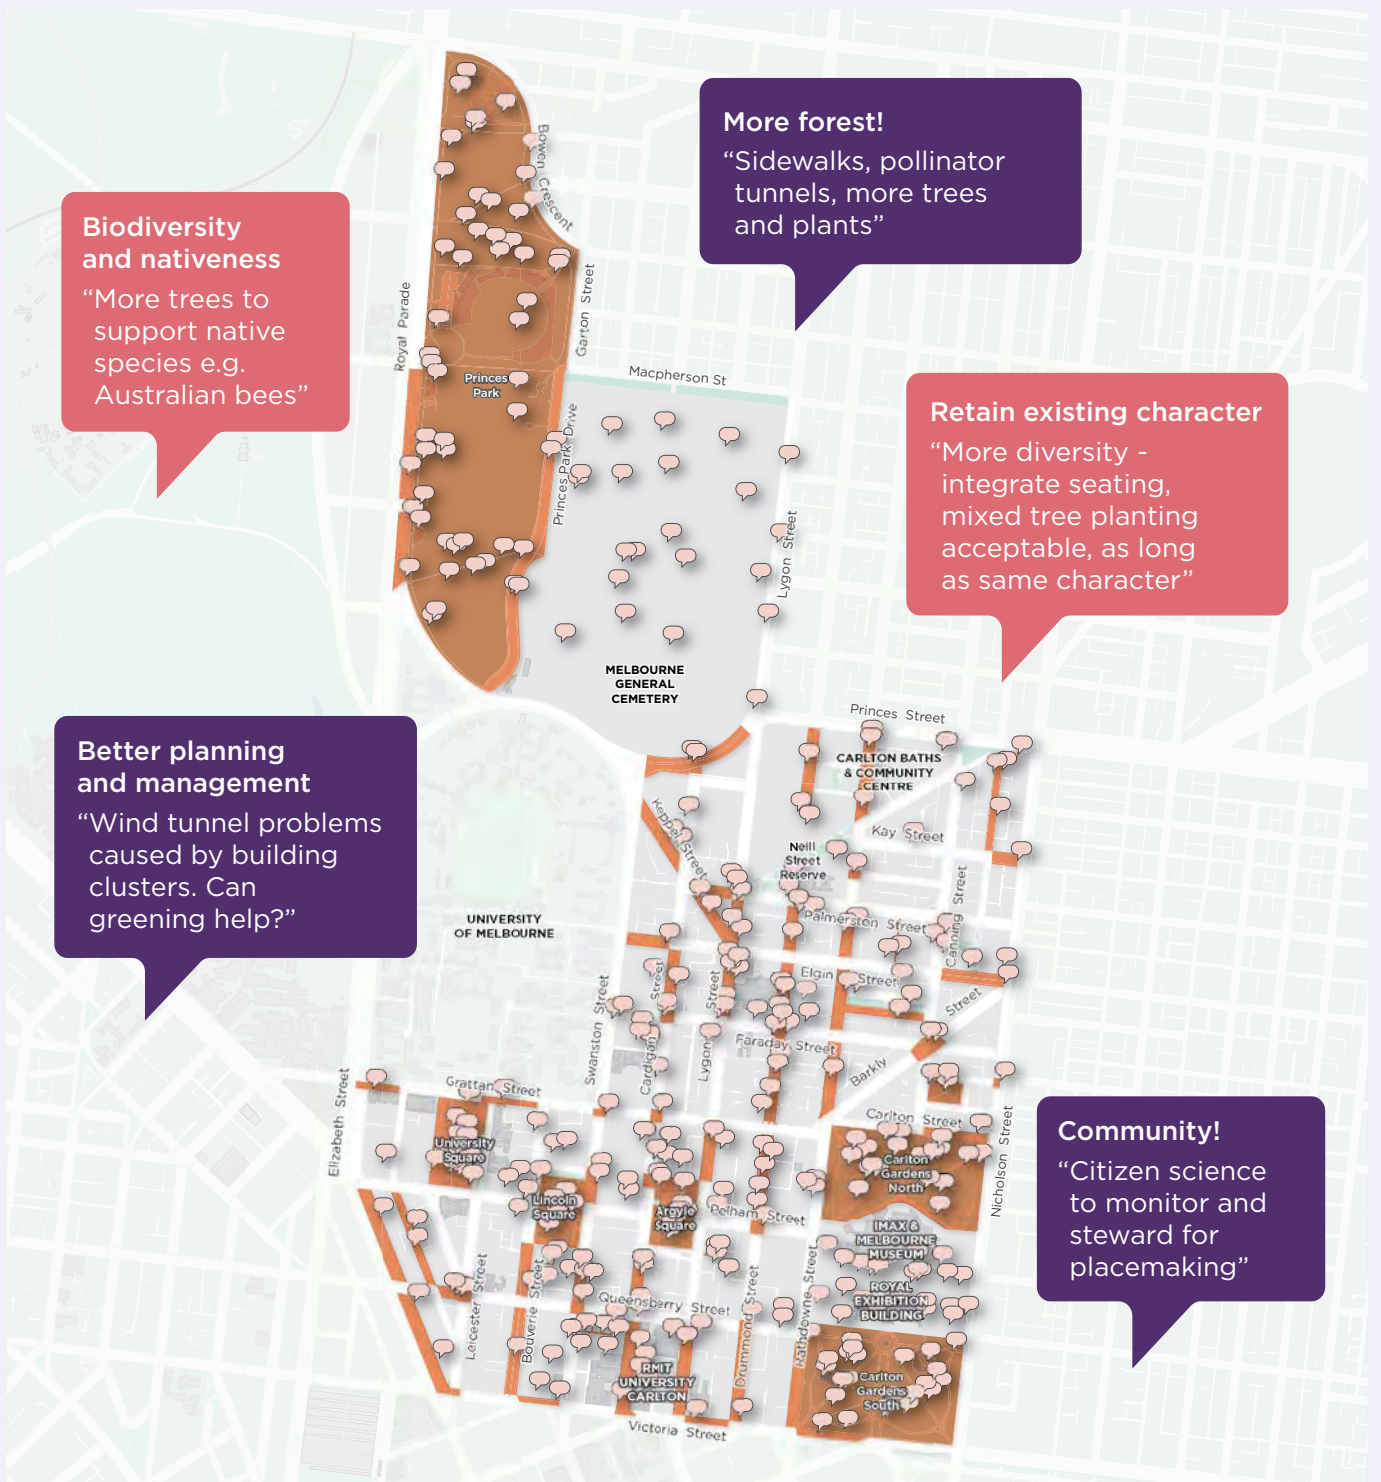 More forest!
“Sidewalks, pollinator
tunnels, more trees
and plants”
Biodiversity
and nativeness
“More trees to
support native
species e.g.
Australian bees”
Retain existing character
“More diversity -
integrate seating,
mixed tree planting
acceptable, as long
as same character”
Better planning
and management
“Wind tunnel problems
caused by building
clusters. Can
greening help?”
Community!
“Citizen science
to monitor and
steward for
placemaking”
Bowen Crescent
Royal Parade
Garton Street
Princes
Park
Macpherson St
Princes Park Drive
Lygon Street
MELBOURNE
GENERAL
CEMETERY
Princes Street
CARLTON BATHS
& COMMUNITY
CENTRE
Keppel Street
Kay Street
Neill
Street
Reserve
Canning Street
Palmerston Street
UNIVERSITY
OF MELBOURNE
Elgin Street
Swanston Street
Cardigan Street
Lygon Street
Faraday Street
Barkly Street
Grattan Street
Elizabeth Street
Carlton Street
Nicholson Street
University
Square
Carlton
Gardens
North
Lincoln
Square
Argyle
Square
Pelham Street
IMAX &
MELBOURNE
MUSEUM
Leicester Street
Bouverie Street
Queensberry Street
Drummond Street
Rathdowne Street
ROYAL
EXHIBITION
BUILDING
RMIT
UNIVERSITY
CARLTON
Carlton
Gardens
South
Victoria Street